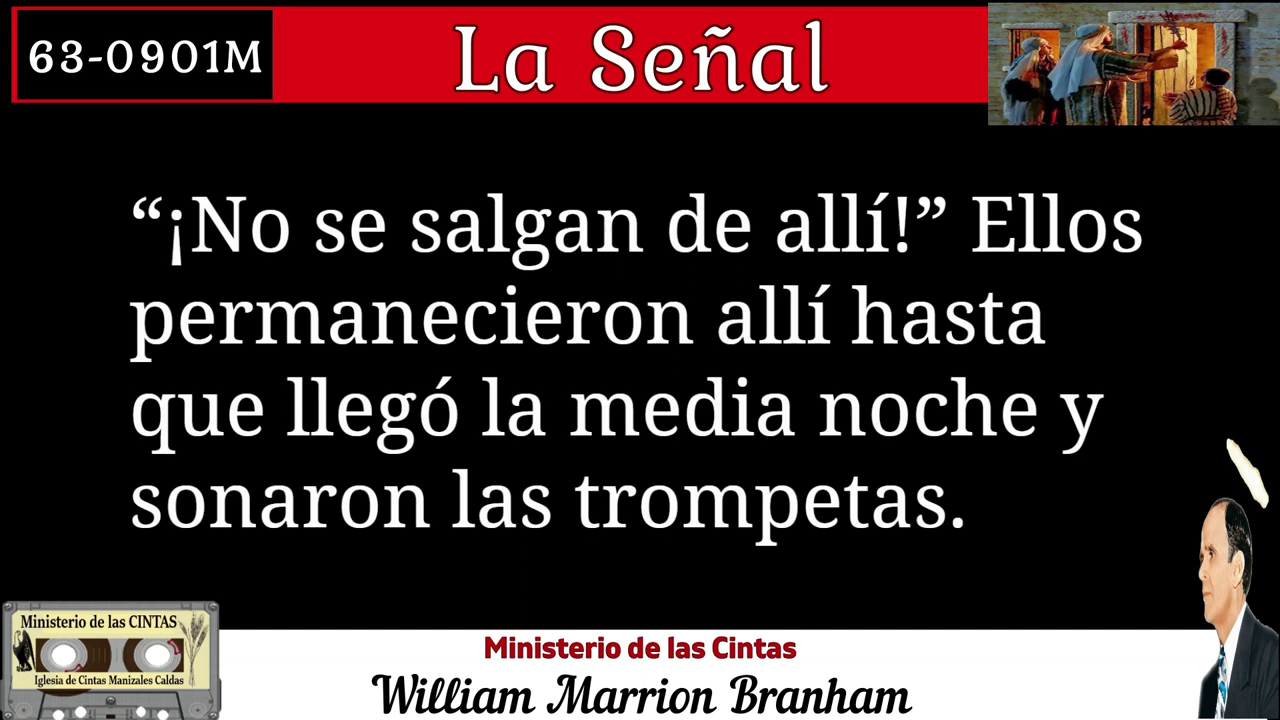 63-0901M
La Señal
“¡No se salgan de allí!” Ellos
permanecieron allí hasta
que llegó la media noche y
sonaron las trompetas.
Ministerio de las CINTAS
Iglesia de Cintas Manizales Caldas
Ministerio de las Cintas
William Marrion Branham